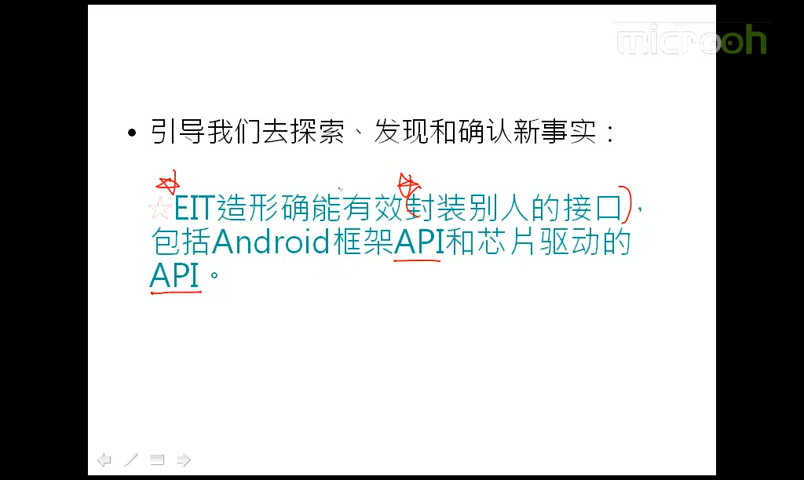 microoh
• 引导我们去探索、发现和确认新事实：
☆EIT造形确能有效封装别人的接口，
包括Android框架API和芯片驱动的
API。